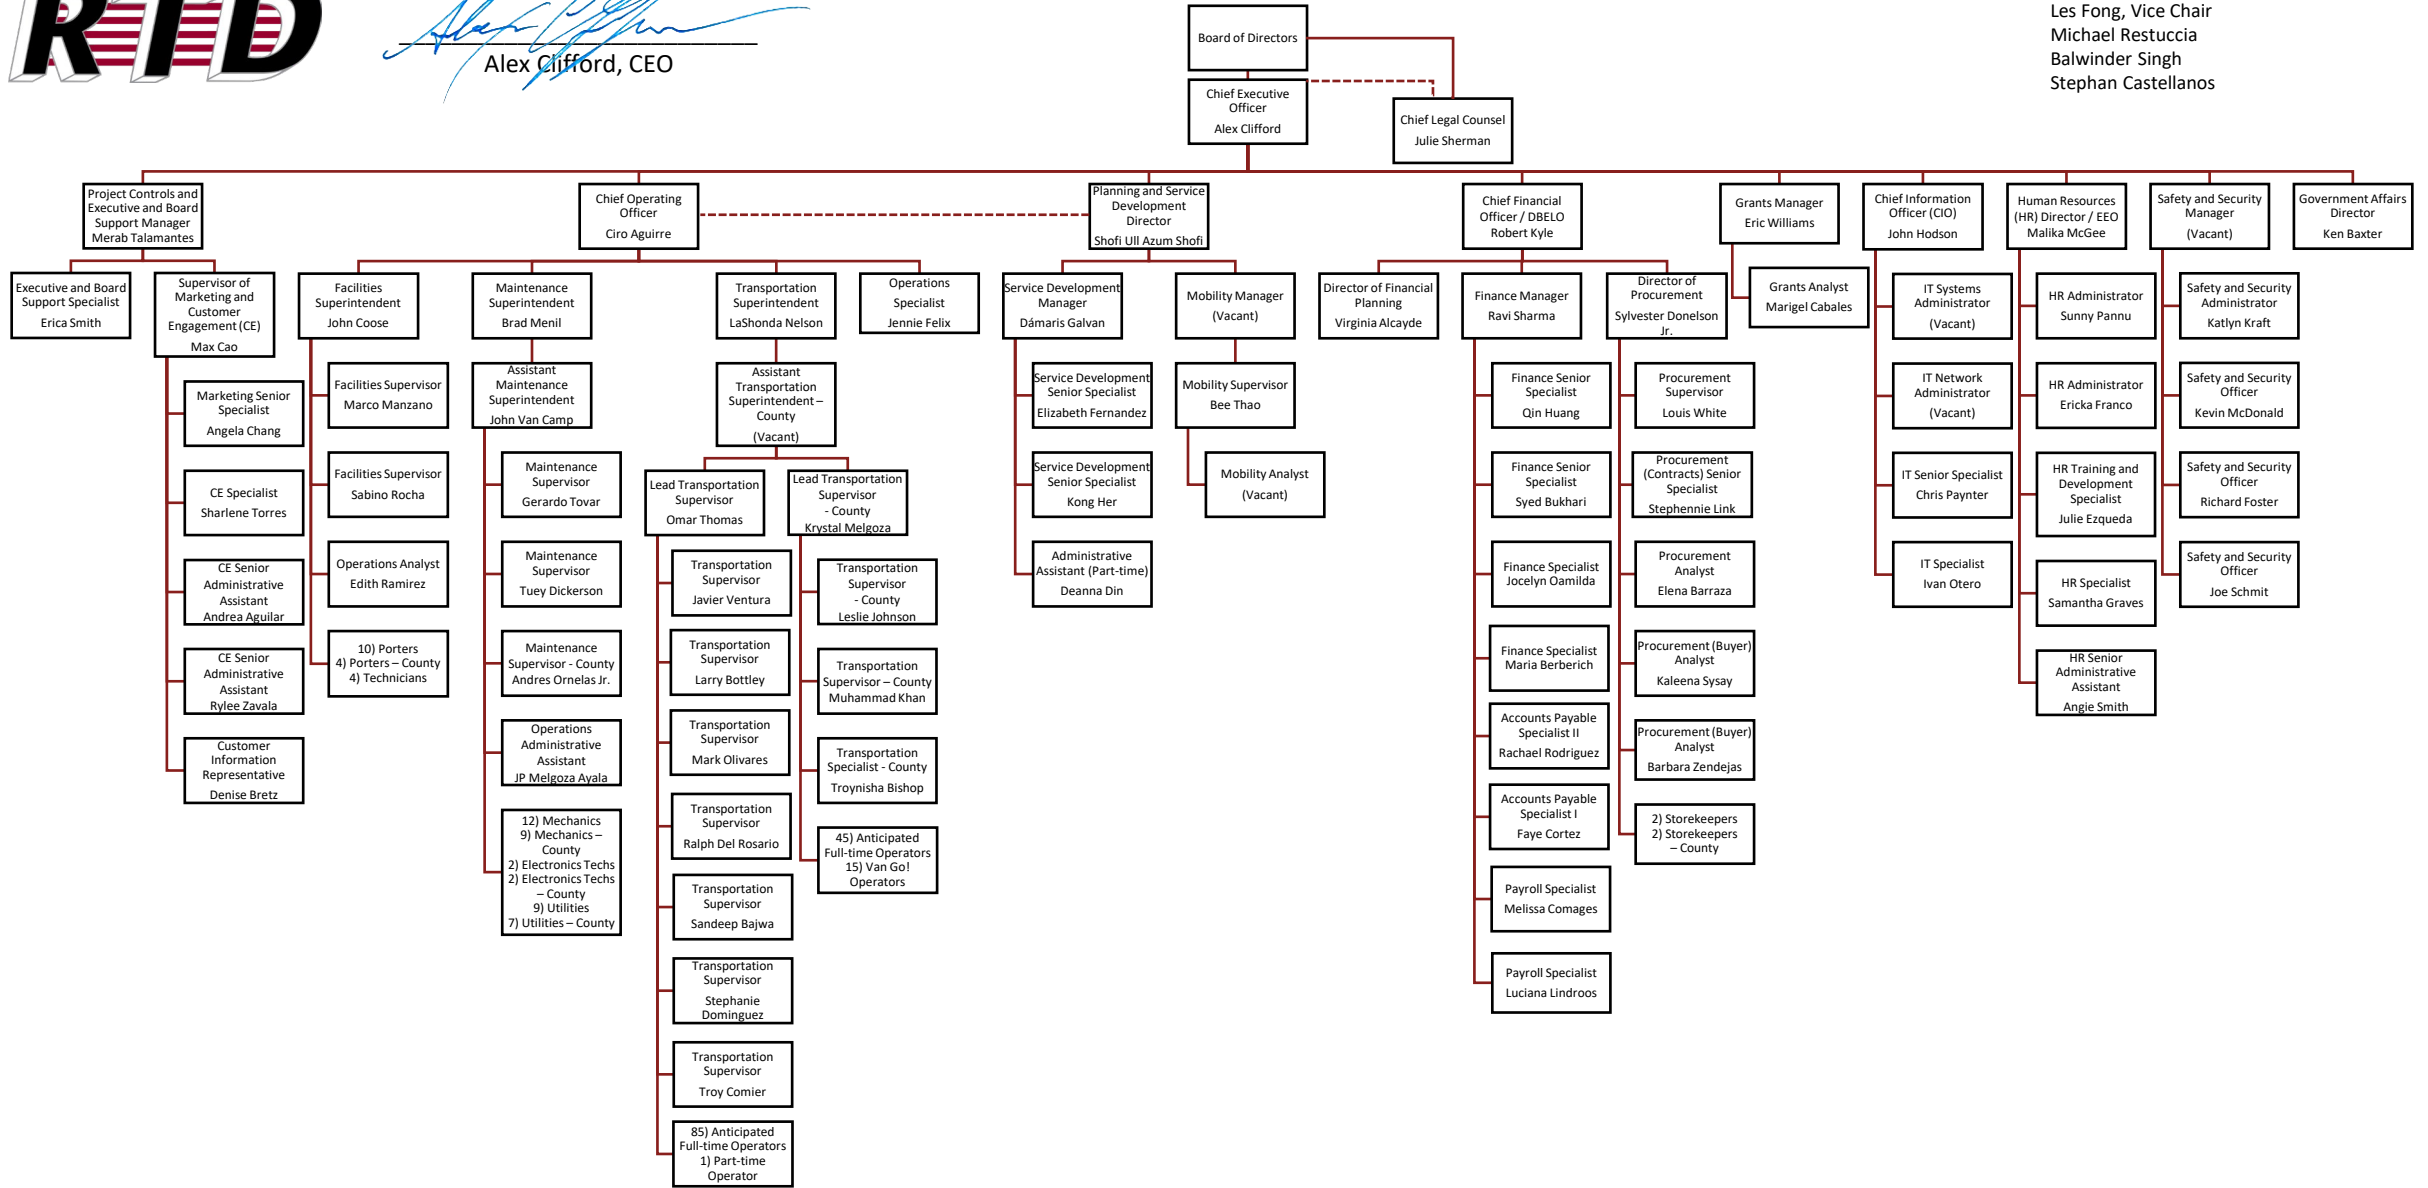 RTD
Alex Clifford, CEO
Les Fong, Vice Chair
Michael Restuccia
Balwinder Singh
Stephan Castellanos
Board of Directors
Chief Executive
Officer
Alex Clifford
Chief Legal Counsel
Julie Sherman
Project Controls and
Executive and Board
Support Manager
Merab Talamantes
Chief Operating
Officer
Ciro Aguirre
Planning and Service
Development
Director
Shofi Ull Azum Shofi
Chief Financial
Officer / DBELO
Robert Kyle
Grants Manager
Eric Williams
Chief Information
Officer (CIO)
John Hodson
Human Resources
(HR) Director / EEO
Malika McGee
Safety and Security
Manager
(Vacant)
Government Affairs
Director
Ken Baxter
Executive and Board
Support Specialist
Erica Smith
Supervisor of
Marketing and
Customer
Engagement (CE)
Max Cao
Marketing Senior
Specialist
Angela Chang
CE Specialist
Sharlene Torres
CE Senior
Administrative
Assistant
Andrea Aguilar
CE Senior
Administrative
Assistant
Rylee Zavala
Customer
Information
Representative
Denise Bretz
Facilities
Superintendent
John Coose
Facilities Supervisor
Marco Manzano
Facilities Supervisor
Sabino Rocha
Operations Analyst
Edith Ramirez
10) Porters
4) Porters – County
4) Technicians
Maintenance
Superintendent
Brad Menil
Assistant
Maintenance
Superintendent
John Van Camp
Maintenance
Supervisor
Gerardo Tovar
Maintenance
Supervisor
Tuey Dickerson
Maintenance
Supervisor - County
Andres Ornelas Jr.
Operations
Administrative
Assistant
JP Melgoza Ayala
12) Mechanics
9) Mechanics –
County
2) Electronics Techs
2) Electronics Techs
– County
9) Utilities
7) Utilities – County
Transportation
Superintendent
LaShonda Nelson
Assistant
Transportation
Superintendent –
County
(Vacant)
Lead Transportation
Supervisor
Omar Thomas
Transportation
Supervisor
Javier Ventura
Transportation
Supervisor
Larry Bottley
Transportation
Supervisor
Mark Olivares
Transportation
Supervisor
Ralph Del Rosario
Transportation
Supervisor
Sandeep Bajwa
Transportation
Supervisor
Stephanie
Dominguez
Transportation
Supervisor
Troy Comier
85) Anticipated
Full-time Operators
1) Part-time
Operator
Lead Transportation
Supervisor
- County
Krystal Melgoza
Transportation
Supervisor
- County
Leslie Johnson
Transportation
Supervisor – County
Muhammad Khan
Transportation
Specialist - County
Troynisha Bishop
45) Anticipated
Full-time Operators
15) Van Go!
Operators
Operations
Specialist
Jennie Felix
Service Development
Manager
Dámaris Galvan
Service Development
Senior Specialist
Elizabeth Fernandez
Service Development
Senior Specialist
Kong Her
Administrative
Assistant (Part-time)
Deanna Din
Mobility Manager
(Vacant)
Mobility Supervisor
Bee Thao
Mobility Analyst
(Vacant)
Director of Financial
Planning
Virginia Alcayde
Finance Manager
Ravi Sharma
Finance Senior
Specialist
Qin Huang
Finance Senior
Specialist
Syed Bukhari
Finance Specialist
Jocelyn Oamilda
Finance Specialist
Maria Berberich
Accounts Payable
Specialist II
Rachael Rodriguez
Accounts Payable
Specialist I
Faye Cortez
Payroll Specialist
Melissa Comages
Payroll Specialist
Luciana Lindroos
Director of
Procurement
Sylvester Donelson
Jr.
Procurement
Supervisor
Louis White
Procurement
(Contracts) Senior
Specialist
Stephennie Link
Procurement
Analyst
Elena Barraza
Procurement (Buyer)
Analyst
Kaleena Sysay
Procurement (Buyer)
Analyst
Barbara Zendejas
2) Storekeepers
2) Storekeepers
– County
Grants Analyst
Marigel Cabales
IT Systems
Administrator
(Vacant)
IT Network
Administrator
(Vacant)
IT Senior Specialist
Chris Paynter
IT Specialist
Ivan Otero
HR Administrator
Sunny Pannu
HR Administrator
Ericka Franco
HR Training and
Development
Specialist
Julie Ezqueda
HR Specialist
Samantha Graves
HR Senior
Administrative
Assistant
Angie Smith
Safety and Security
Administrator
Katlyn Kraft
Safety and Security
Officer
Kevin McDonald
Safety and Security
Officer
Richard Foster
Safety and Security
Officer
Joe Schmit